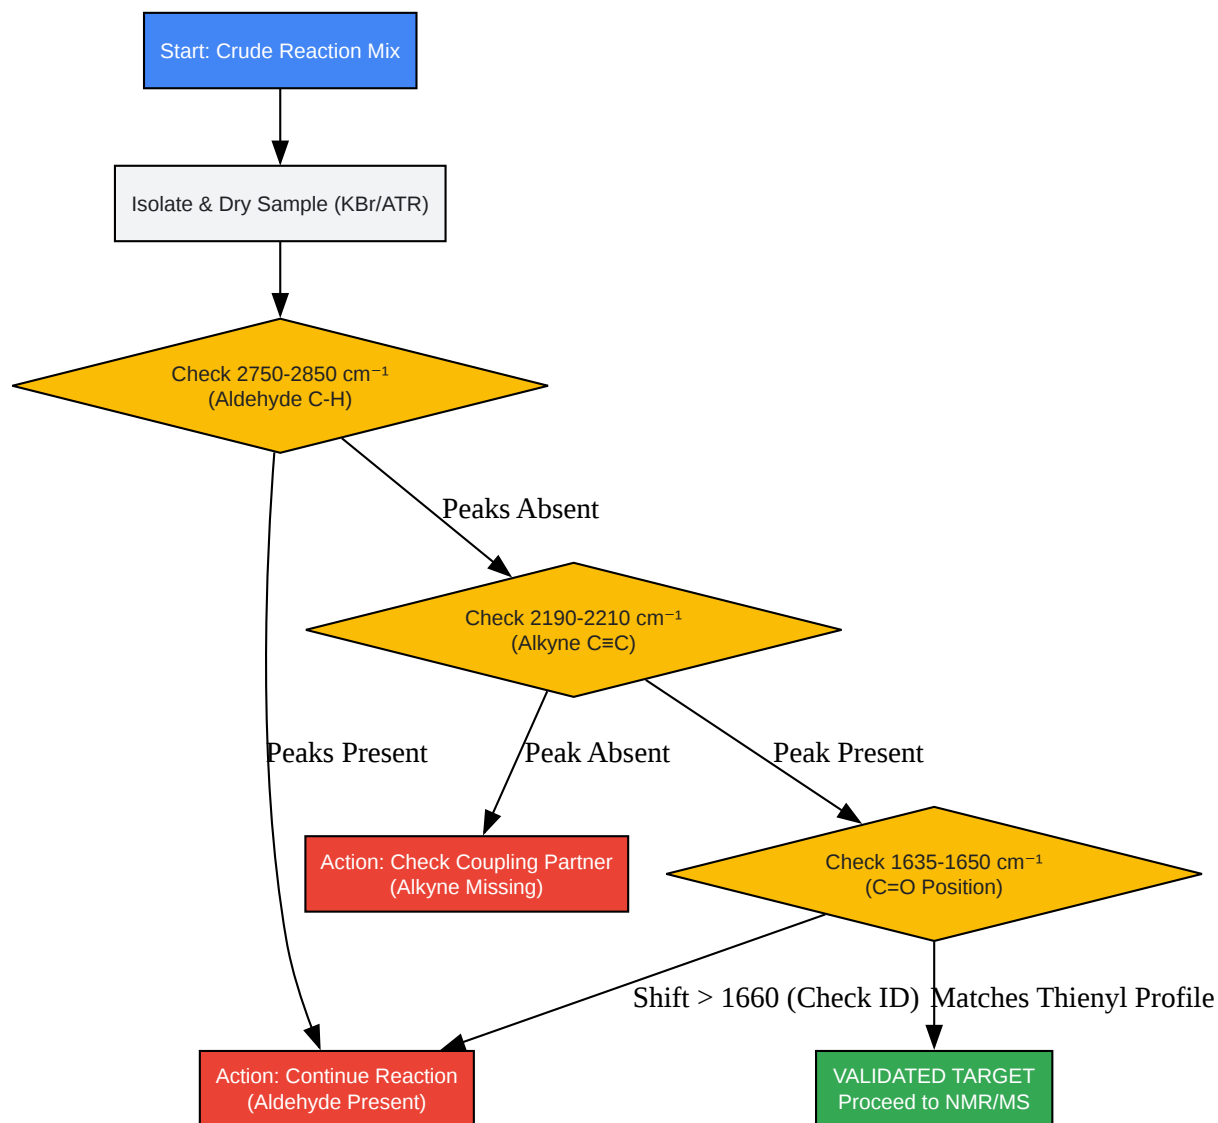 Start: Crude Reaction Mix
Isolate & Dry Sample (KBr/ATR)
Check 2750-2850 cm⁻¹
(Aldehyde C-H)
Peaks Absent
Check 2190-2210 cm⁻¹
(Alkyne C≡C)
Peaks Present
Peak Absent
Peak Present
Action: Check Coupling Partner
(Alkyne Missing)
Check 1635-1650 cm⁻¹
(C=O Position)
Shift > 1660 (Check ID)
Matches Thienyl Profile
Action: Continue Reaction
(Aldehyde Present)
VALIDATED TARGET
Proceed to NMR/MS